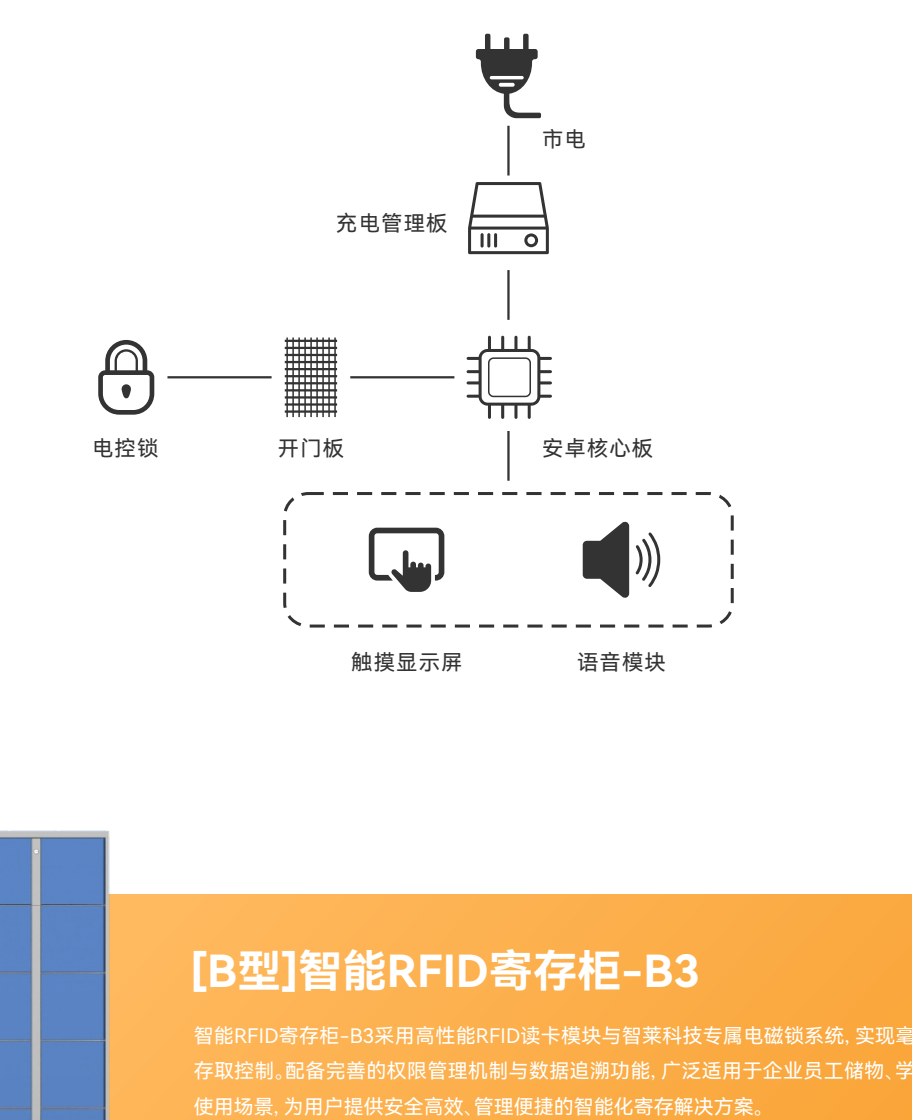 市电
充电管理板
电控锁
开门板
安卓核心板
触摸显示屏
语音模块
[B型]智能RFID寄存柜-B3
智能RFID寄存柜-B3采用高性能RFID读卡模块与智莱科技专属电磁锁系统, 实现毫
存取控制。配备完善的权限管理机制与数据追溯功能, 广泛适用于企业员工储物、学
使用场景, 为用户提供安全高效、管理便捷的智能化寄存解决方案。